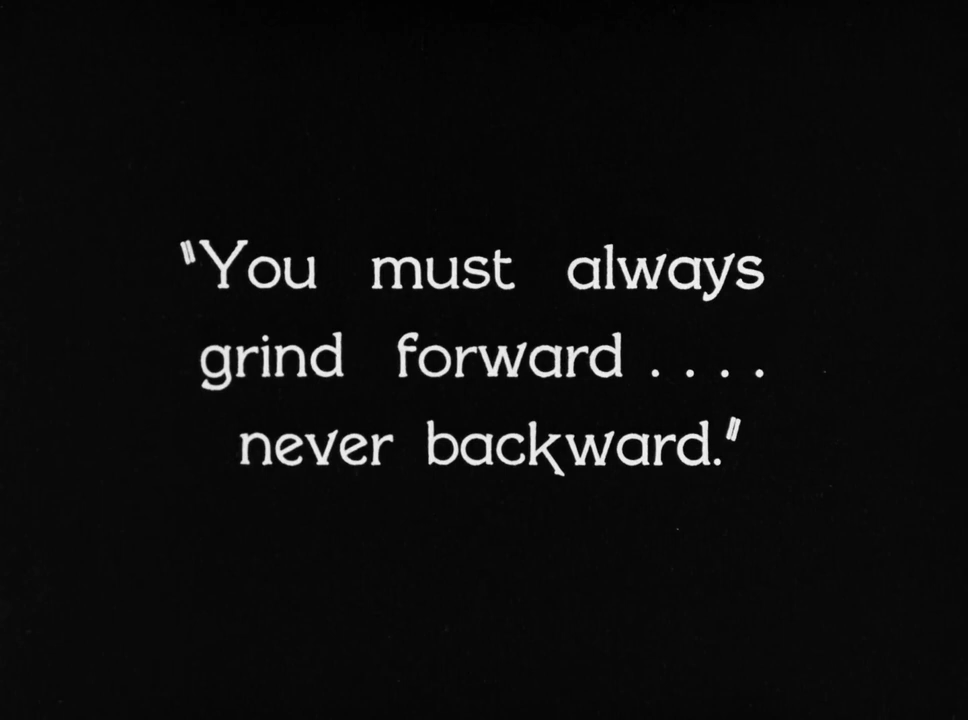 "You must always
grind forward . . . .
never backward."